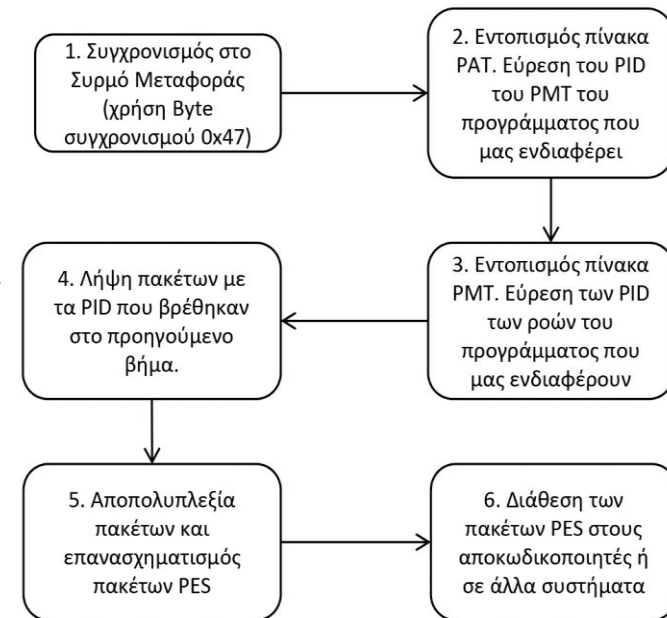 1. Συγχρονισμός στο
Συρμό Μεταφοράς
(χρήση Byte
συγχρονισμού 0x47)
2. Εντοπισμός πίνακα
PAT. Εύρεση του PID
του PMT του
προγράμματος που
μας ενδιαφέρει
3. Εντοπισμός πίνακα
PMT. Εύρεση των PID
των ροών του
προγράμματος που
μας ενδιαφέρουν
4. Λήψη πακέτων με
τα PID που βρέθηκαν
στο προηγούμενο
βήμα.
5. Αποπολυπλεξία
πακέτων και
επανασχηματισμός
πακέτων PES
6. Διάθεση των
πακέτων PES στους
αποκωδικοποιητές ή
σε άλλα συστήματα